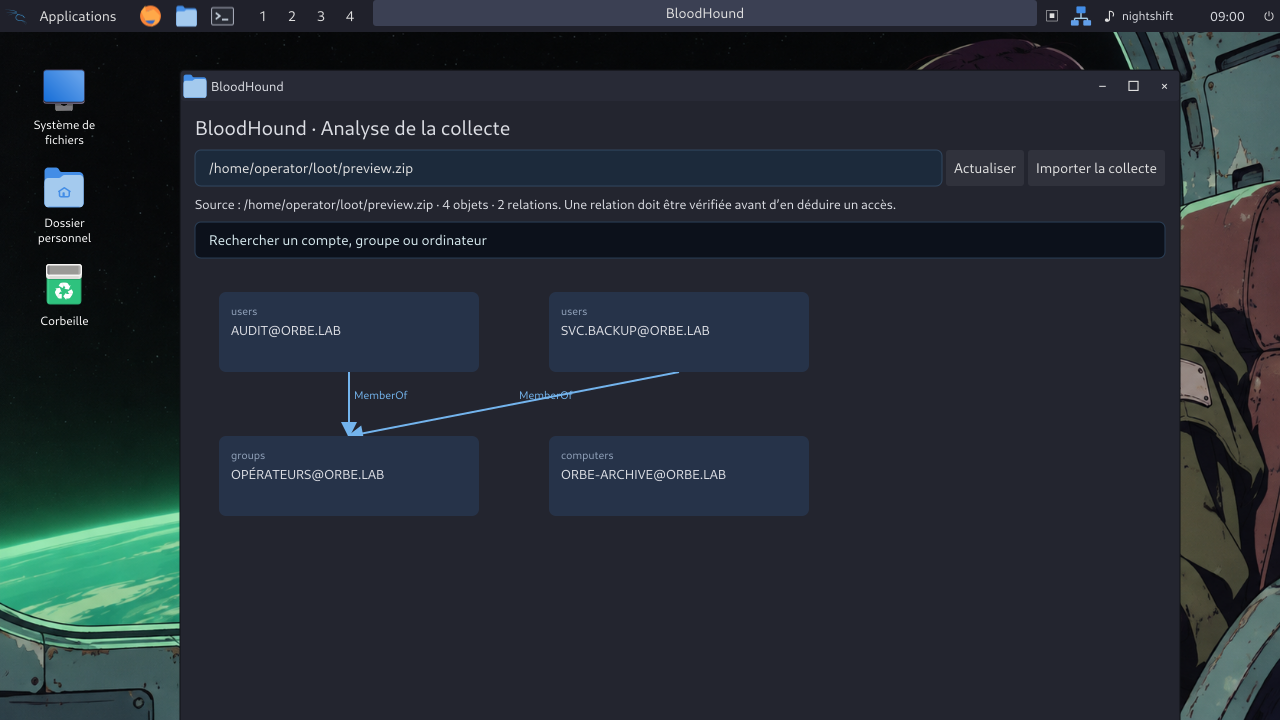 Applications 1 2 3 4 BloodHound nightshift 09:00
Système de
fichiers
Dossier
personnel
Corbeille
BloodHound
BloodHound · Analyse de la collecte
/home/operator/loot/preview.zip Actualiser Importer la collecte
Source : /home/operator/loot/preview.zip · 4 objets · 2 relations. Une relation doit être vérifiée avant d'en déduire un accès.
Rechercher un compte, groupe ou ordinateur
users
AUDIT@ORBE.LAB
users
SVC.BACKUP@ORBE.LAB
MemberOf
MemberOf
groups
OPÉRATEURS@ORBE.LAB
computers
ORBE-ARCHIVE@ORBE.LAB